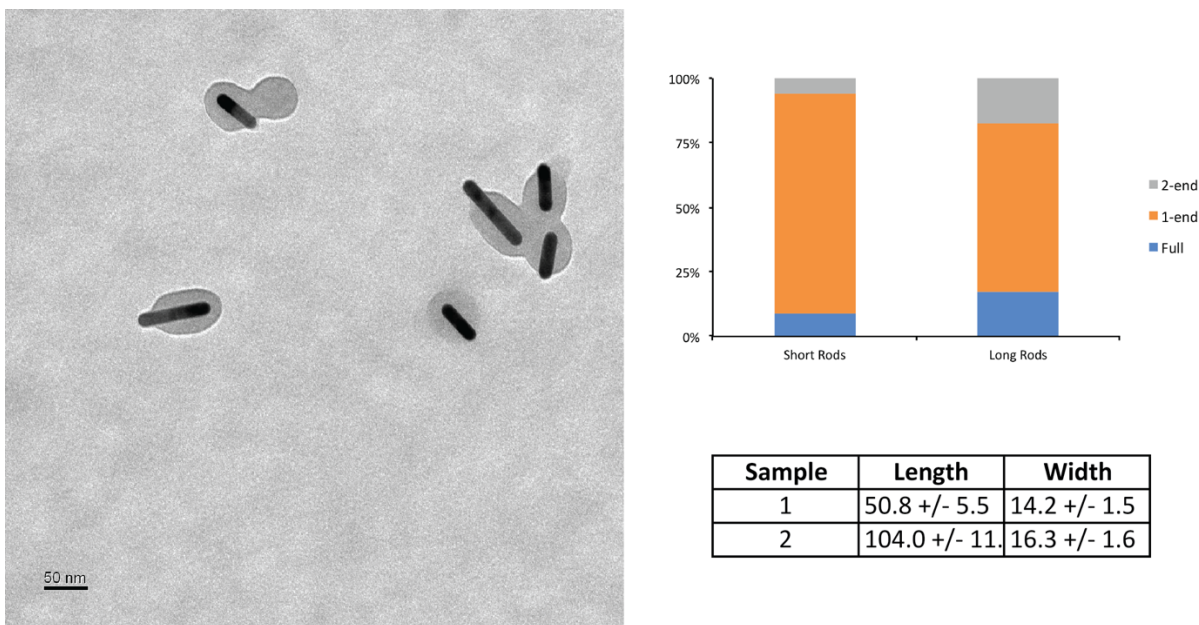 50 nm
100%
75%
50%
25%
0%
Short Rods
Long Rods
2-end
1-end
Full
Sample Length Width
1 50.8 +/- 5.5 14.2 +/- 1.5
2 104.0 +/- 11. 16.3 +/- 1.6